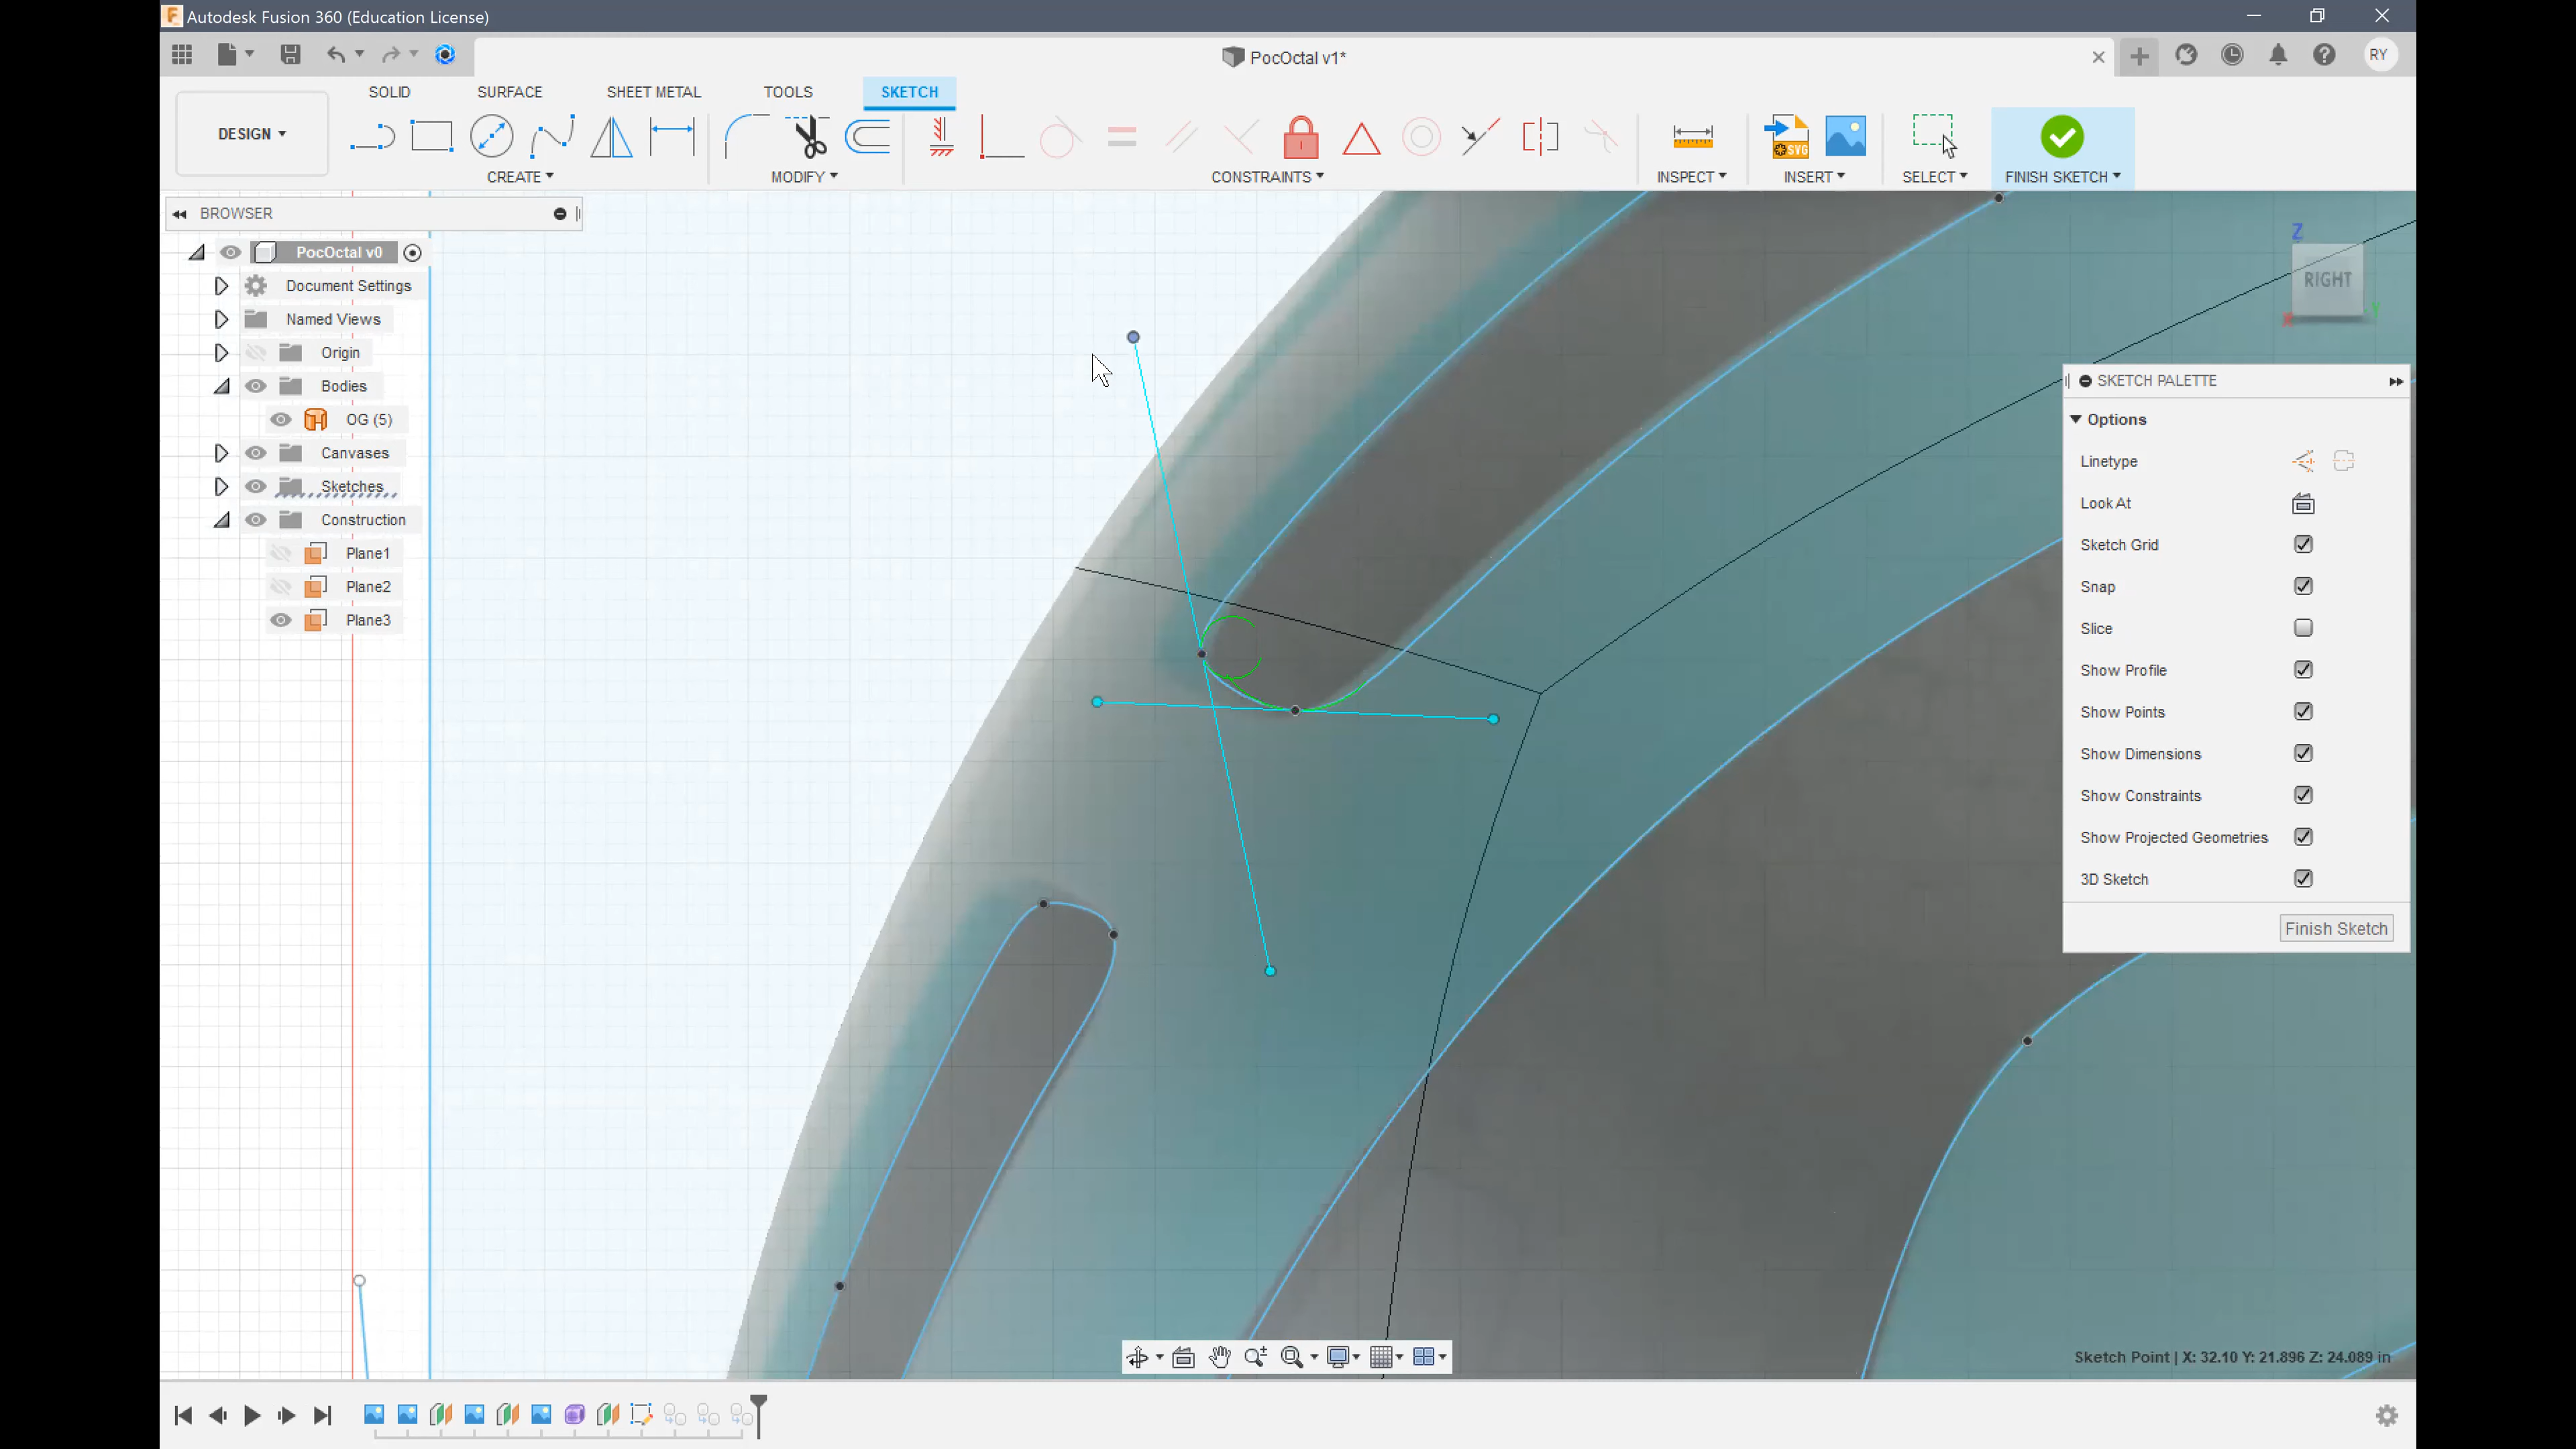 Autodesk Fusion 360 (Education License)
PocOctal v1*
RY
DESIGN
SOLID
SURFACE
SHEET METAL
TOOLS
SKETCH
CREATE
MODIFY
CONSTRAINTS
INSPECT
SVG
INSERT
SELECT
FINISH SKETCH
BROWSER
PocOctal v0
Document Settings
Named Views
Origin
Bodies
OG (5)
Canvases
Sketches
Construction
Plane1
Plane2
Plane3
Z
RIGHT
X
Y
SKETCH PALETTE
Options
Linetype
Look At
Sketch Grid
Snap
Slice
Show Profile
Show Points
Show Dimensions
Show Constraints
Show Projected Geometries
3D Sketch
Finish Sketch
Sketch Point | X: 32.10 Y: 21.896 Z: 24.089 in